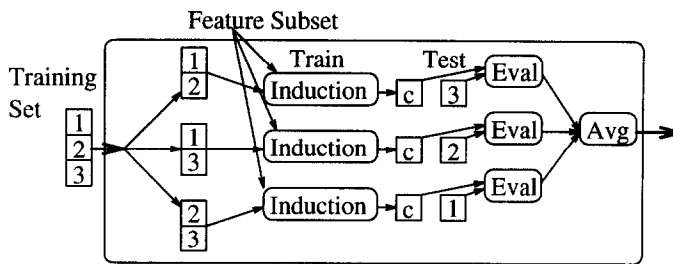 Feature Subset
Training
Set
1
2
3
1
2
Train
Induction
c
Test
3
Eval
1
3
Induction
c
2
Eval
Avg
2
3
Induction
c
1
Eval